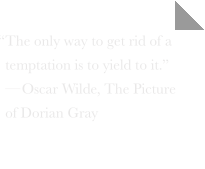 “The only way to get rid of a
temptation is to yield to it.”
—Oscar Wilde, The Picture
of Dorian Gray